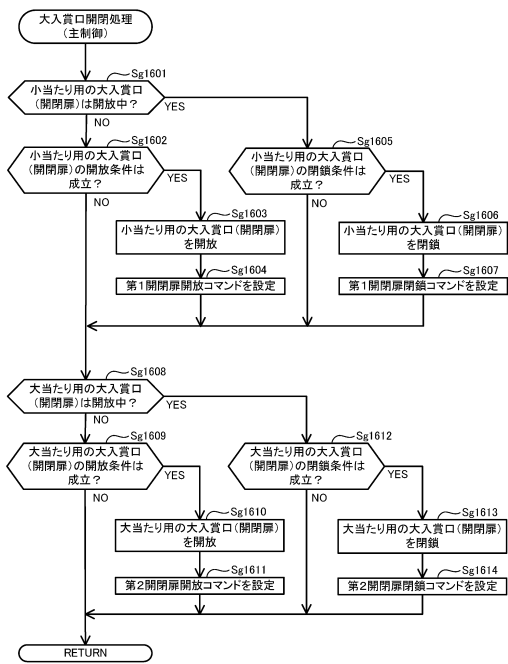 大入賞口開閉処理
（主制御）
Sg1601
小当たり用の大入賞口
（開閉扉）は開放中？
YES
NO
Sg1602
小当たり用の大入賞口
（開閉扉）の開放条件は
成立？
YES
NO
Sg1605
小当たり用の大入賞口
（開閉扉）の閉鎖条件は
成立？
YES
NO
Sg1603
小当たり用の大入賞口（開閉扉）
を開放
Sg1606
小当たり用の大入賞口（開閉扉）
を閉鎖
Sg1604
第１開閉扉開放コマンドを設定
Sg1607
第１開閉扉閉鎖コマンドを設定
Sg1608
大当たり用の大入賞口
（開閉扉）は開放中？
YES
NO
Sg1609
大当たり用の大入賞口
（開閉扉）の開放条件は
成立？
YES
NO
Sg1612
大当たり用の大入賞口
（開閉扉）の閉鎖条件は
成立？
YES
NO
Sg1610
大当たり用の大入賞口（開閉扉）
を開放
Sg1613
大当たり用の大入賞口（開閉扉）
を閉鎖
Sg1611
第２開閉扉開放コマンドを設定
Sg1614
第２開閉扉閉鎖コマンドを設定
RETURN